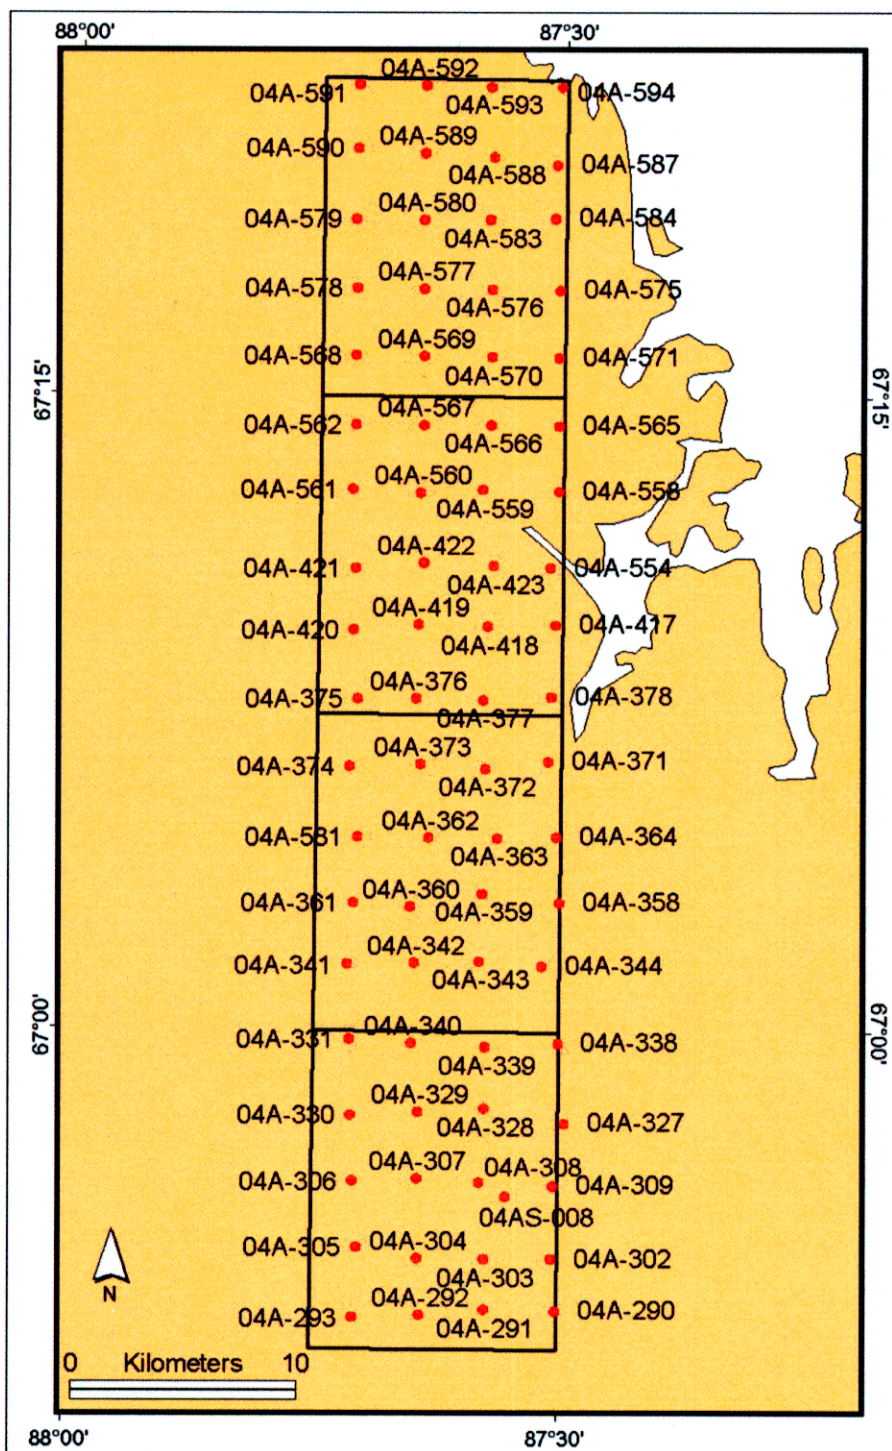 88°00' 87°30'
04A-592
04A-591 04A-593 04A-594
04A-589
04A-590 04A-588 04A-587
04A-580
04A-579 04A-583 04A-584
04A-577
04A-578 04A-576 04A-575
04A-569
04A-568 04A-570 04A-571
67°15' 67°15'
04A-567
04A-562 04A-566 04A-565
04A-560
04A-561 04A-559 04A-558
04A-422
04A-421 04A-423 04A-554
04A-419
04A-420 04A-418 04A-417
04A-376
04A-375 04A-377 04A-378
04A-373
04A-374 04A-372 04A-371
04A-362
04A-581 04A-363 04A-364
04A-360
04A-361 04A-359 04A-358
04A-342
04A-341 04A-343 04A-344
67°00' 67°00'
04A-340
04A-331 04A-339 04A-338
04A-329
04A-330 04A-328 04A-327
04A-307 04A-308
04A-306 04A-309
04AS-008
04A-304
04A-305 04A-303 04A-302
04A-292
04A-293 04A-291 04A-290
N
0 Kilometers 10
88°00' 87°30'